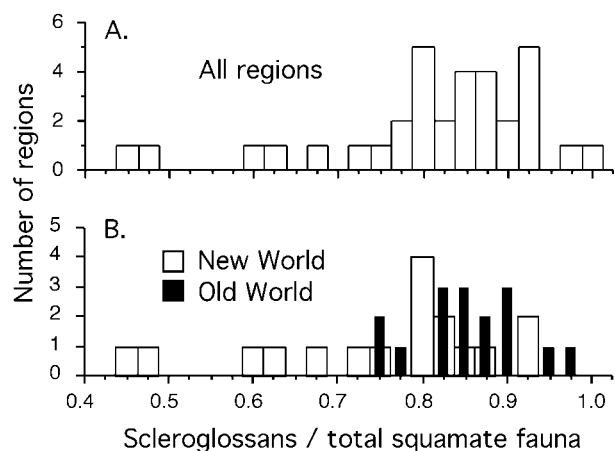 A.
All regions
6
4
2
0
Number of regions
B.
New World
Old World
5
4
3
2
1
0
0.4 0.5 0.6 0.7 0.8 0.9 1.0
Scleroglossans / total squamate fauna